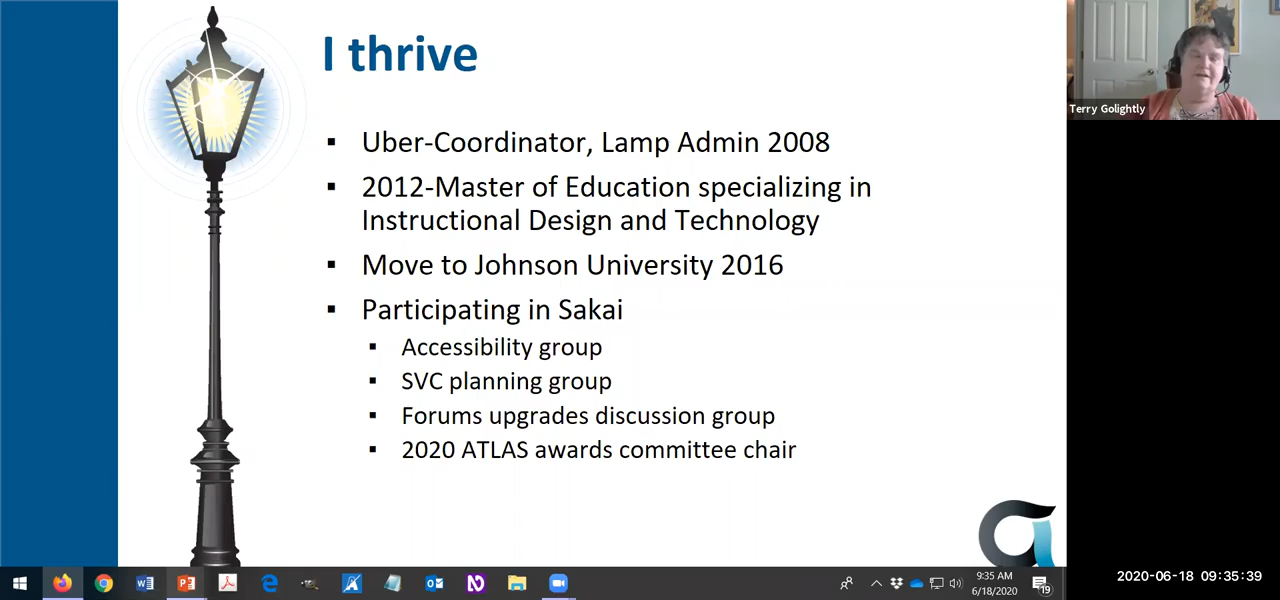 I thrive
Terry Golightly
Uber-Coordinator, Lamp Admin 2008
2012-Master of Education specializing in
Instructional Design and Technology
Move to Johnson University 2016
Participating in Sakai
Accessibility group
SVC planning group
Forums upgrades discussion group
2020 ATLAS awards committee chair
9:35 AM
6/18/2020
19
2020-06-18 09:35:39